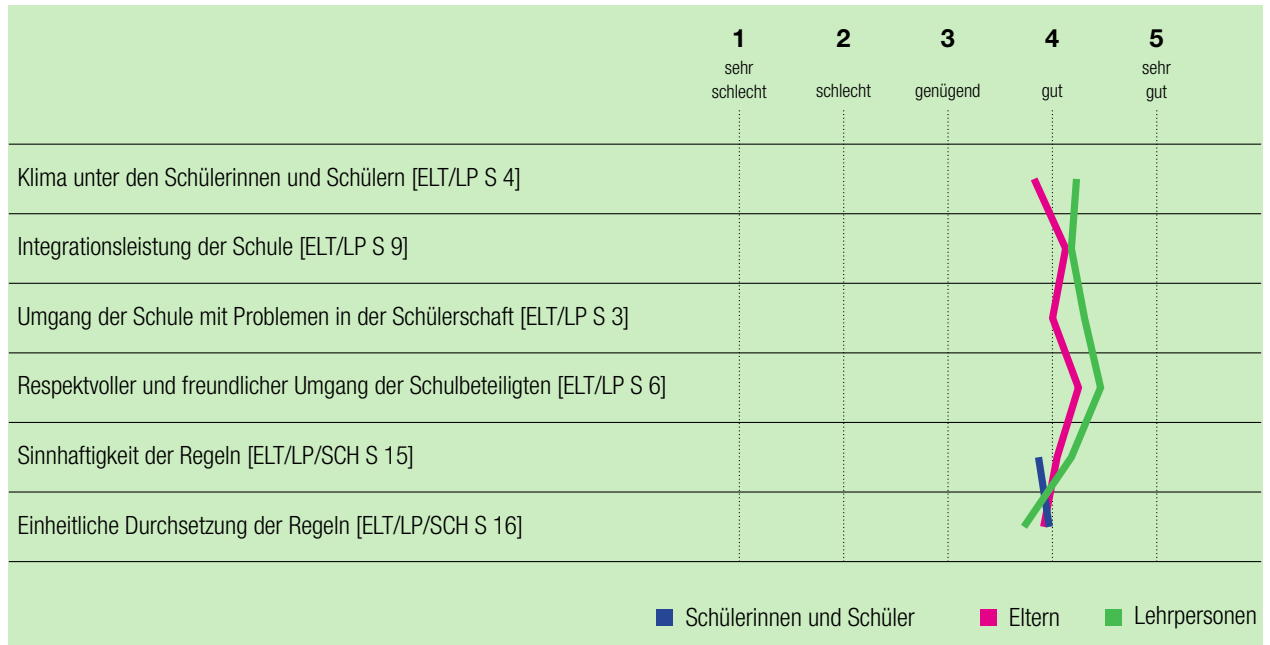 1 2 3 4 5
sehr schlecht schlecht genügend gut sehr gut
Klima unter den Schülerinnen und Schülern [ELT/LP S 4]
Integrationsleistung der Schule [ELT/LP S 9]
Umgang der Schule mit Problemen in der Schülerschaft [ELT/LP S 3]
Respektvoller und freundlicher Umgang der Schulbeteiligten [ELT/LP S 6]
Sinnhaftigkeit der Regeln [ELT/LP/SCH S 15]
Einheitliche Durchsetzung der Regeln [ELT/LP/SCH S 16]
Schülerinnen und Schüler Eltern Lehrpersonen